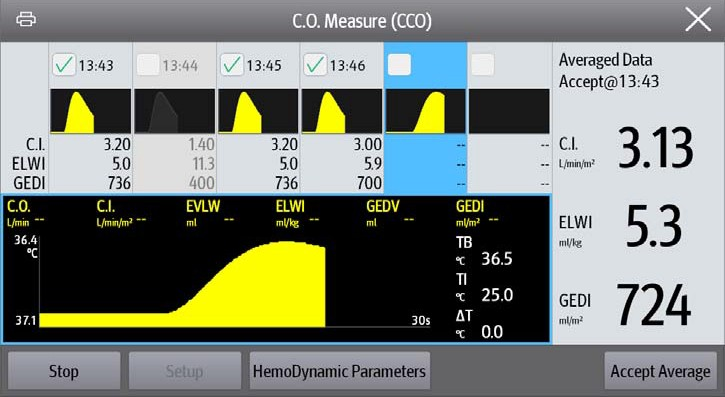 C.O. Measure (CCO)
13:43 13:44 13:45 13:46
Averaged Data
Accept@13:43
C.I. 3.20 1.40 3.20 3.00 -- --
ELWI 5.0 11.3 5.0 5.9 -- --
GEDI 736 400 736 700 -- --
C.I. 3.13
L/min/m²
ELWI 5.3
ml/kg
GEDI 724
ml/m²
C.O. C.I. EVLW ELWI GEDV GEDI
L/min -- L/min/m² -- ml -- ml/kg -- ml -- ml/m² --
36.4
°C
37.1
30s
TB
°C 36.5
TI
°C 25.0
ΔT
°C 0.0
Stop Setup HemoDynamic Parameters Accept Average